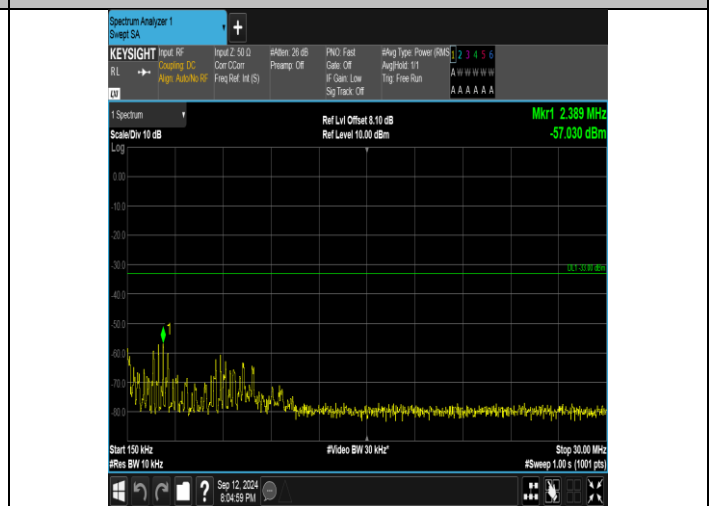 Spectrum Analyzer 1
Swept SA
+
KEYSIGHT Input: RF Input Z: 50 Ω #Atten: 26 dB PNO: Fast #Avg Type: Power (RMS 1 2 3 4 5 6
RL Coupling: DC Corr CCorr Preamp: Off Gate: Off Avg|Hold: 1/1 A W W W W W
Align: Auto/No RF Freq Ref: Int (S) IF Gain: Low Trig: Free Run A A A A A A
LXI Sig Track: Off
1 Spectrum
Scale/Div 10 dB
Ref Lvl Offset 8.10 dB
Ref Level 10.00 dBm
Mkr1 2.389 MHz
-57.030 dBm
Log
0.00
-10.0
-20.0
-30.0
DL1 -33.00 dBm
-40.0
-50.0
1
-60.0
-70.0
-80.0
Start 150 kHz #Video BW 30 kHz* Stop 30.00 MHz
#Res BW 10 kHz #Sweep 1.00 s (1001 pts)
? Sep 12, 2024
8:04:59 PM